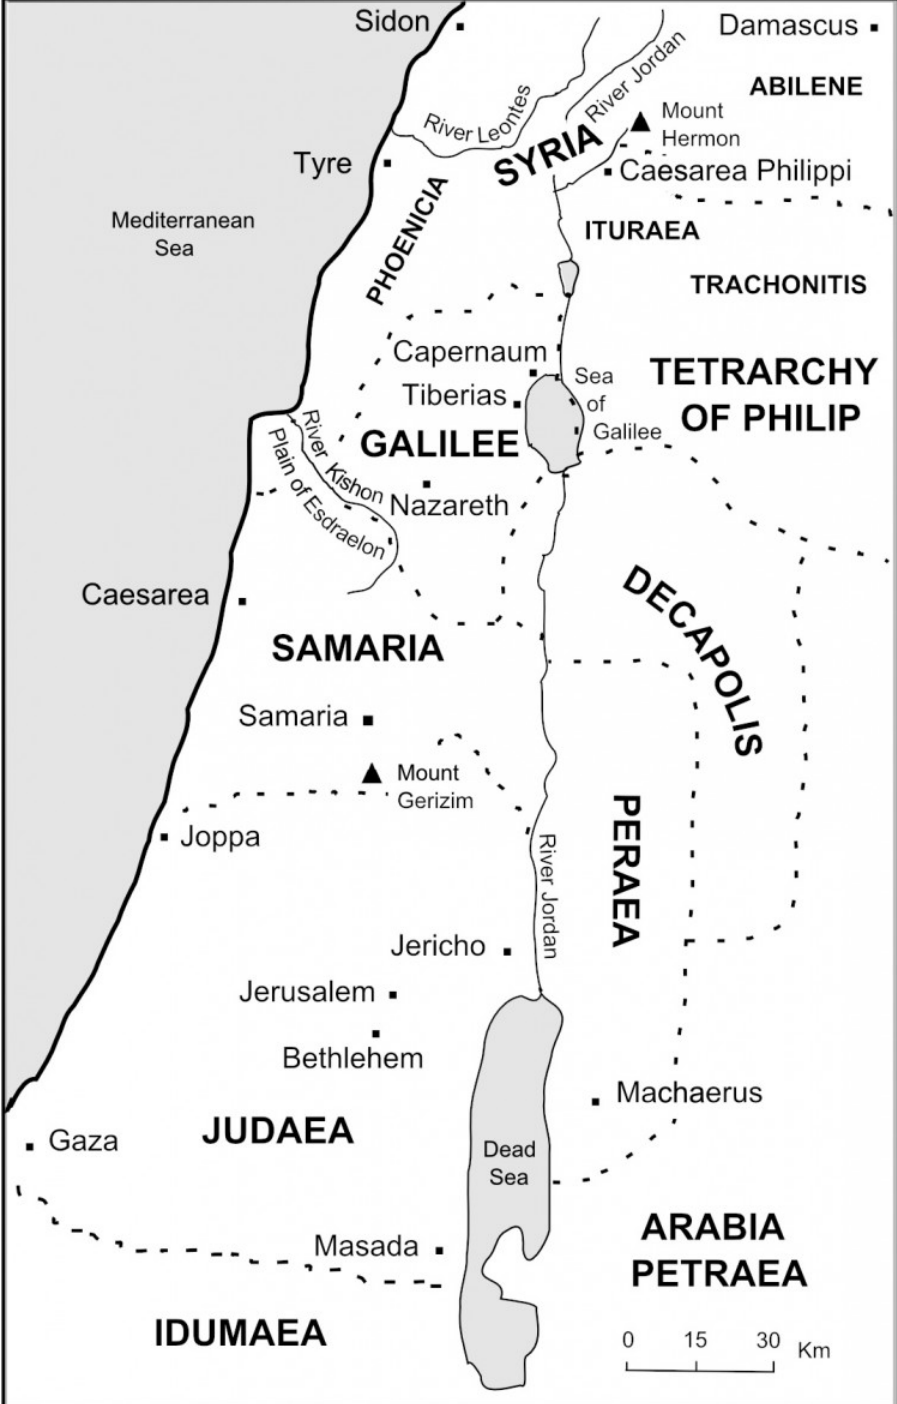 Sidon
Damascus
ABILENE
River Jordan
River Leontes
Mount
Hermon
SYRIA
Tyre
Caesarea Philippi
Mediterranean
Sea
PHOENICIA
ITURAEA
TRACHONITIS
Capernaum
Tiberias
Sea
of
Galilee
TETRARCHY
OF PHILIP
GALILEE
River Kishon
Plain of Esdraelon
Nazareth
Caesarea
DECAPOLIS
SAMARIA
Samaria
Mount
Gerizim
Joppa
PERAEA
River Jordan
Jericho
Jerusalem
Bethlehem
Machaerus
JUDAEA
Gaza
Dead
Sea
Masada
ARABIA
PETRAEA
IDUMAEA
0 15 30 Km